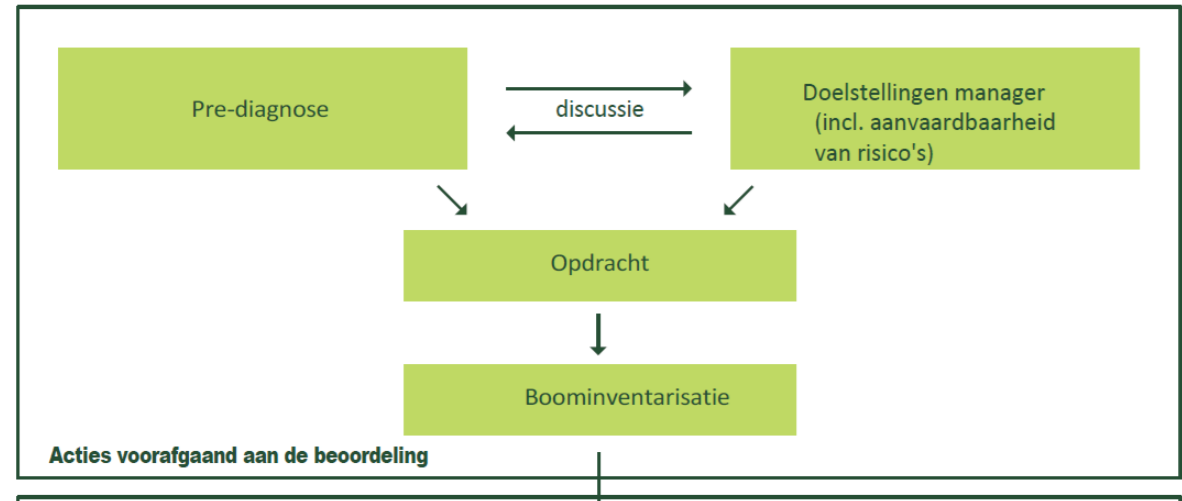 Pre-diagnose
discussie
Doelstellingen manager
(incl. aanvaardbaarheid
van risico's)
Opdracht
Boominventarisatie
Acties voorafgaand aan de beoordeling